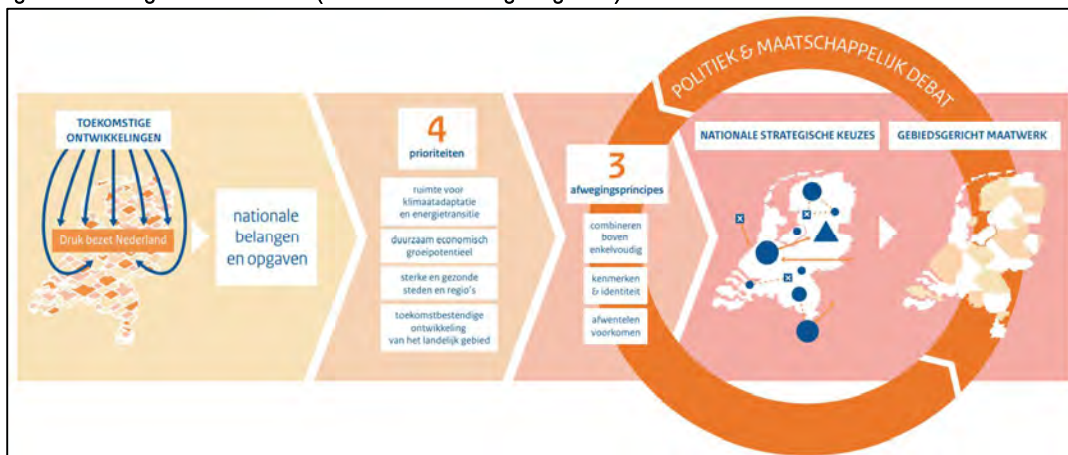 TOEKOMSTIGE
ONTWIKKELINGEN
Druk bezet Nederland
nationale
belangen
en opgaven
4
prioriteiten
ruimte voor
klimaatadaptatie
en energietransitie
duurzaam economisch
groeipotentieel
sterke en gezonde
steden en regio's
toekomstbestendige
ontwikkeling
van het landelijk gebied
3
afwegingsprincipes
combineren
boven
enkelvoudig
kenmerken
& identiteit
afwentelen
voorkomen
POLITIEK & MAATSCHAPPELIJK DEBAT
NATIONALE STRATEGISCHE KEUZES
GEBIEDSGERICHT MAATWERK